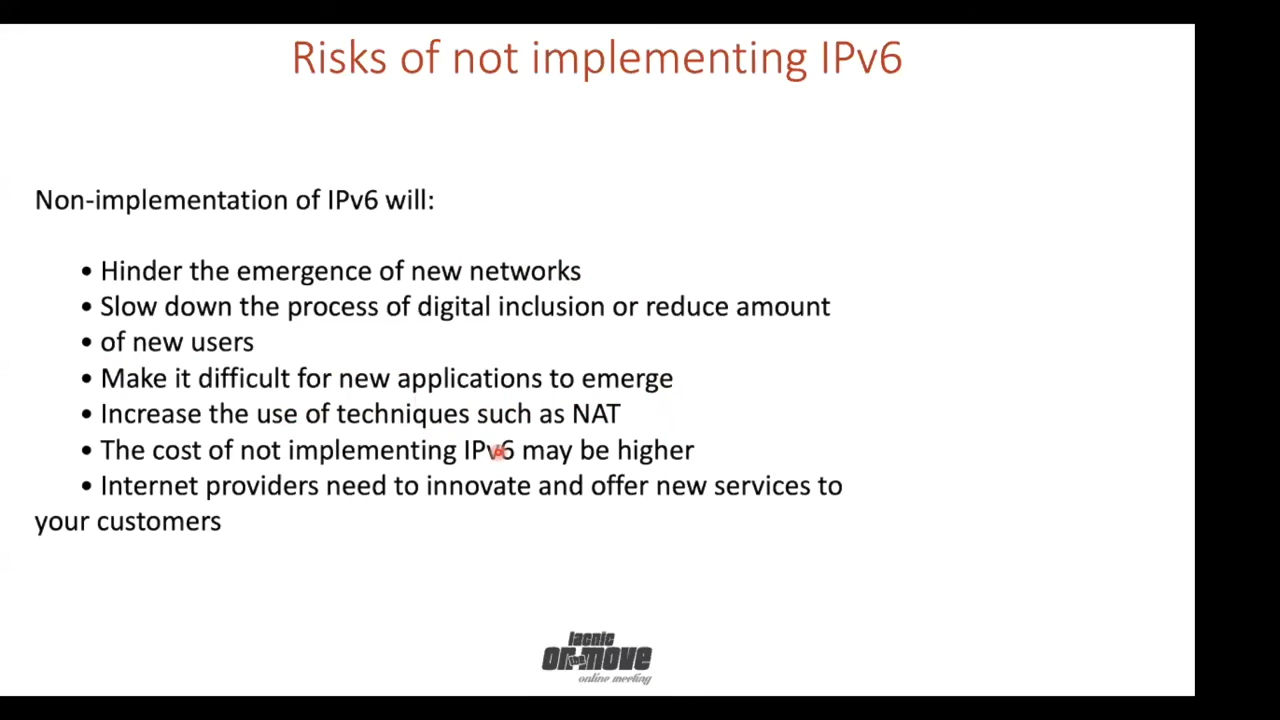 Risks of not implementing IPv6
Non-implementation of IPv6 will:
• Hinder the emergence of new networks
• Slow down the process of digital inclusion or reduce amount
• of new users
• Make it difficult for new applications to emerge
• Increase the use of techniques such as NAT
• The cost of not implementing IPv6 may be higher
• Internet providers need to innovate and offer new services to
your customers
lacnic
on the move
online meeting